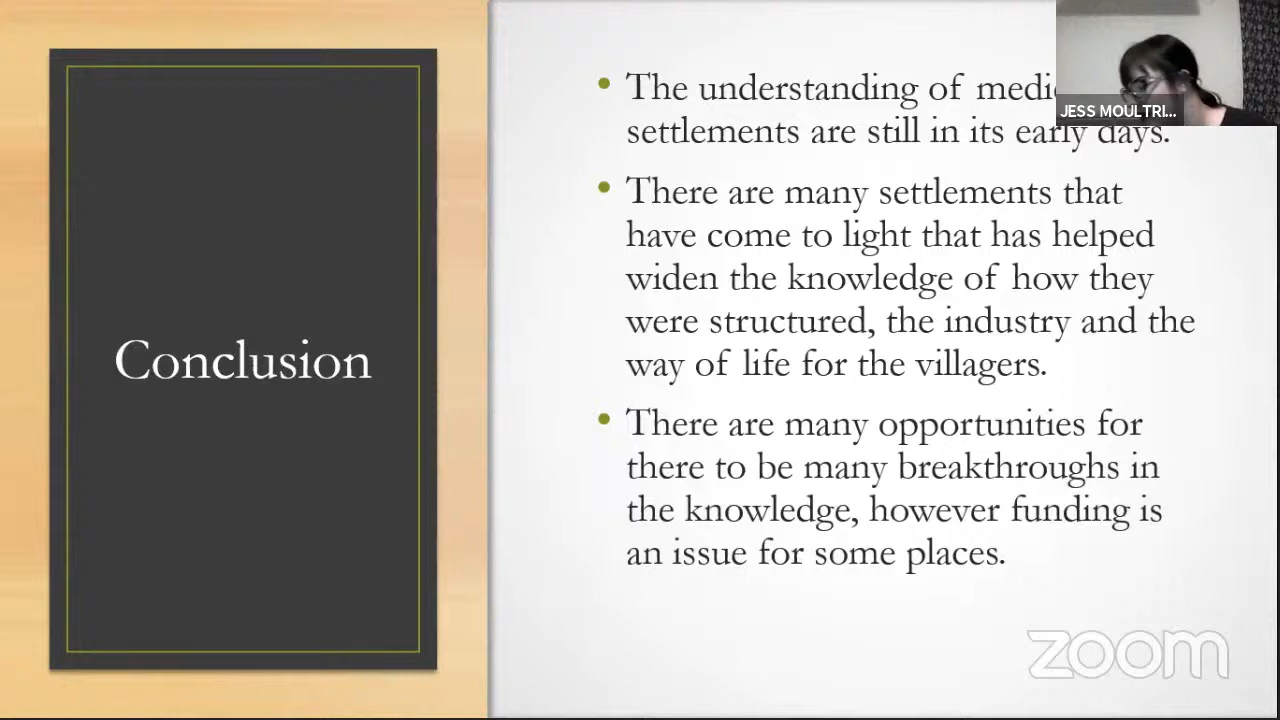 Conclusion
The understanding of
settlements are still in its early days.
There are many settlements that
have come to light that has helped
widen the knowledge of how they
were structured, the industry and the
way of life for the villagers.
There are many opportunities for
there to be many breakthroughs in
the knowledge, however funding is
an issue for some places.
JESS MOULTRI...
zoom